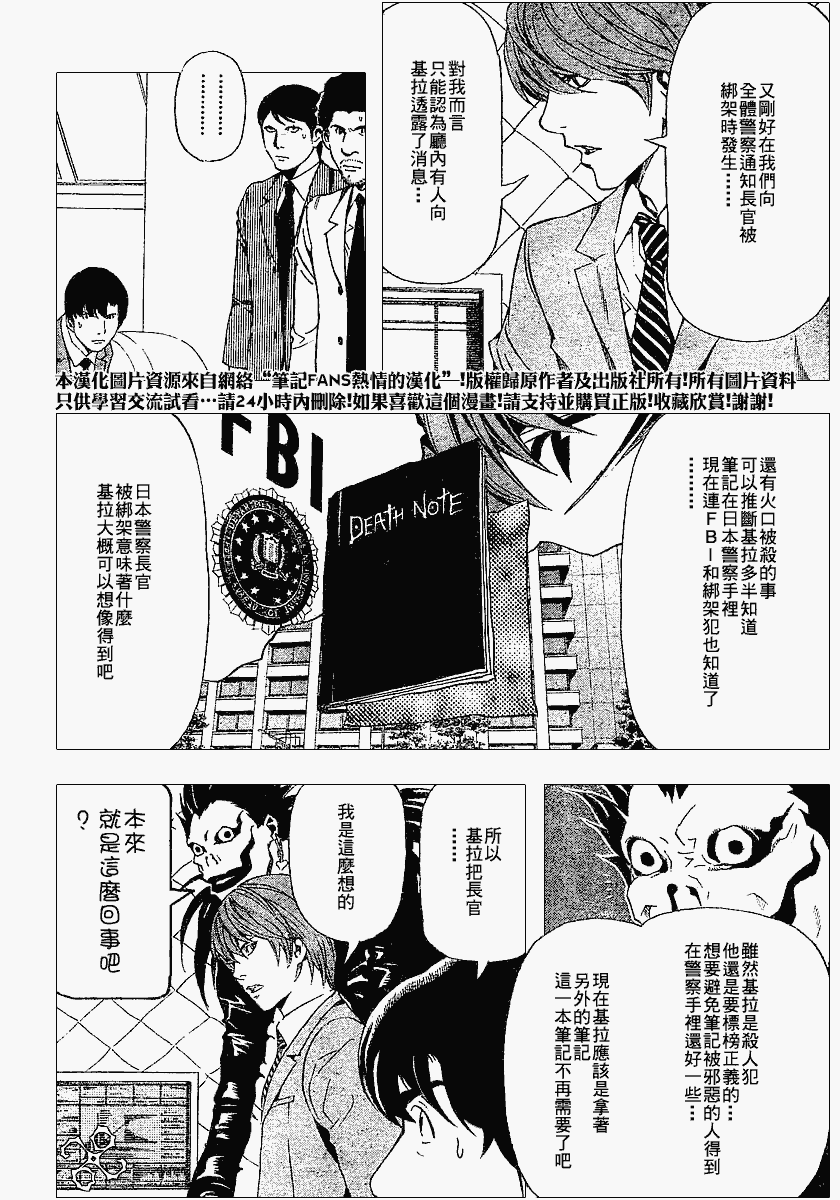 又剛好在我們向
全體警察通知長官被
綁架時發生……
對我而言
只能認為廳內有人向
基拉透露了消息…
………
本漢化圖片資源來自網絡“筆記FANS熱情的漢化”!版權歸原作者及出版社所有!所有圖片資料
只供學習交流試看…請24小時內刪除!如果喜歡這個漫畫!請支持並購買正版!收藏欣賞!謝謝!
還有火口被殺的事
可以推斷基拉多半知道
筆記在日本警察手裡
現在連FBI和綁架犯也知道了
………
FBI
DEATH NOTE
日本警察長官
被綁架意味著什麼
基拉大概可以想像得到吧
雖然基拉是殺人犯
他還是要標榜正義的…
想要避免筆記被邪惡的人得到
在警察手裡還好一些…
現在基拉應該是拿著
另外的筆記
這一本筆記不再需要了吧
所以
基拉把長官
……
我是這麼想的
本來
就是這麼回事吧
？